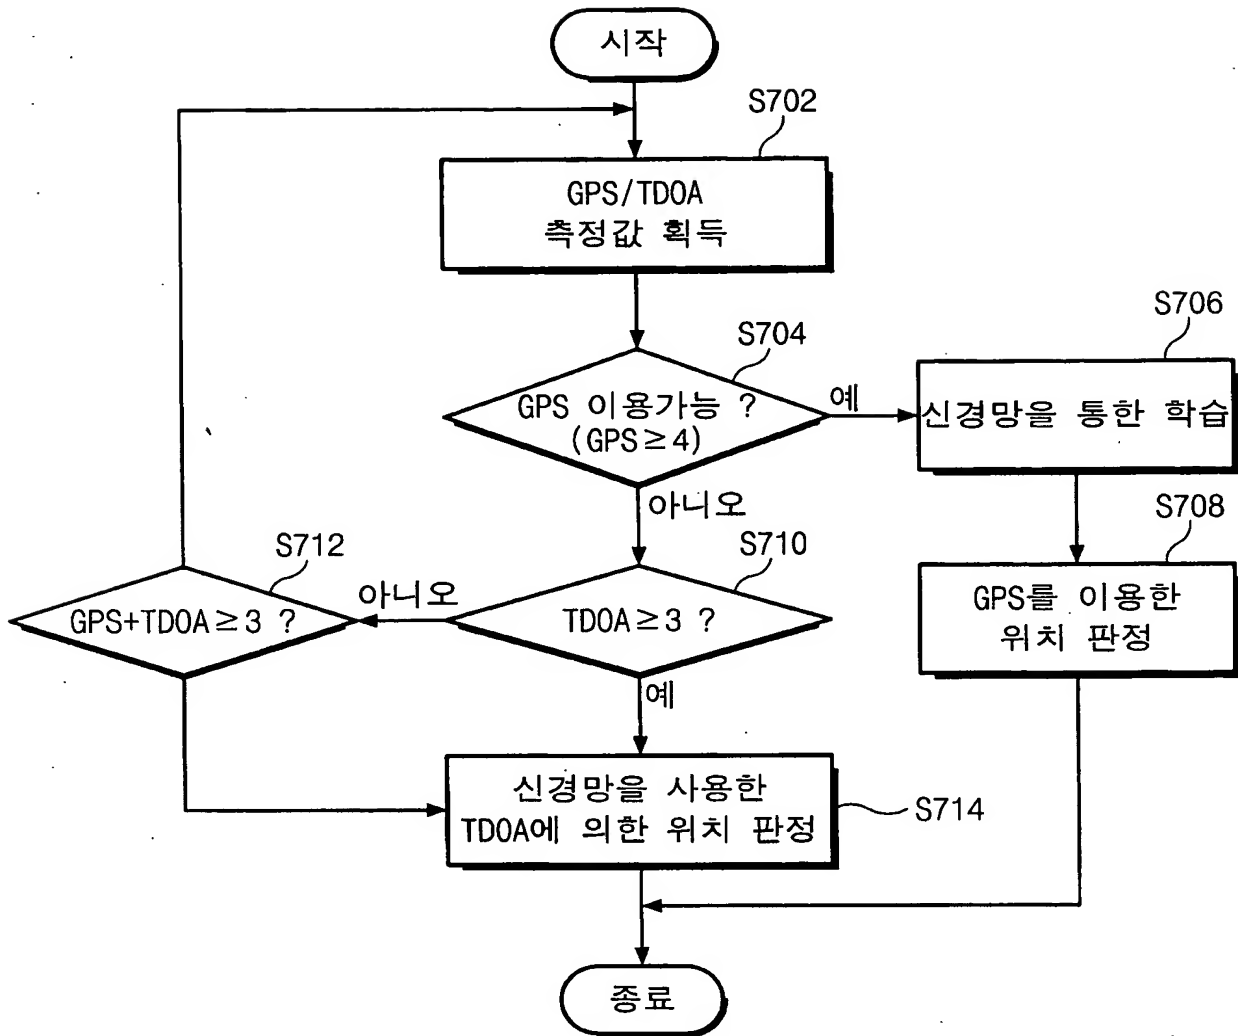 시작
S702
GPS/TDOA
측정값 획득
S704
GPS 이용가능 ?
(GPS≥4)
예
S706
신경망을 통한 학습
아니오
S708
GPS를 이용한
위치 판정
S710
TDOA≥3 ?
아니오
S712
GPS+TDOA≥3 ?
예
신경망을 사용한
TDOA에 의한 위치 판정
S714
종료